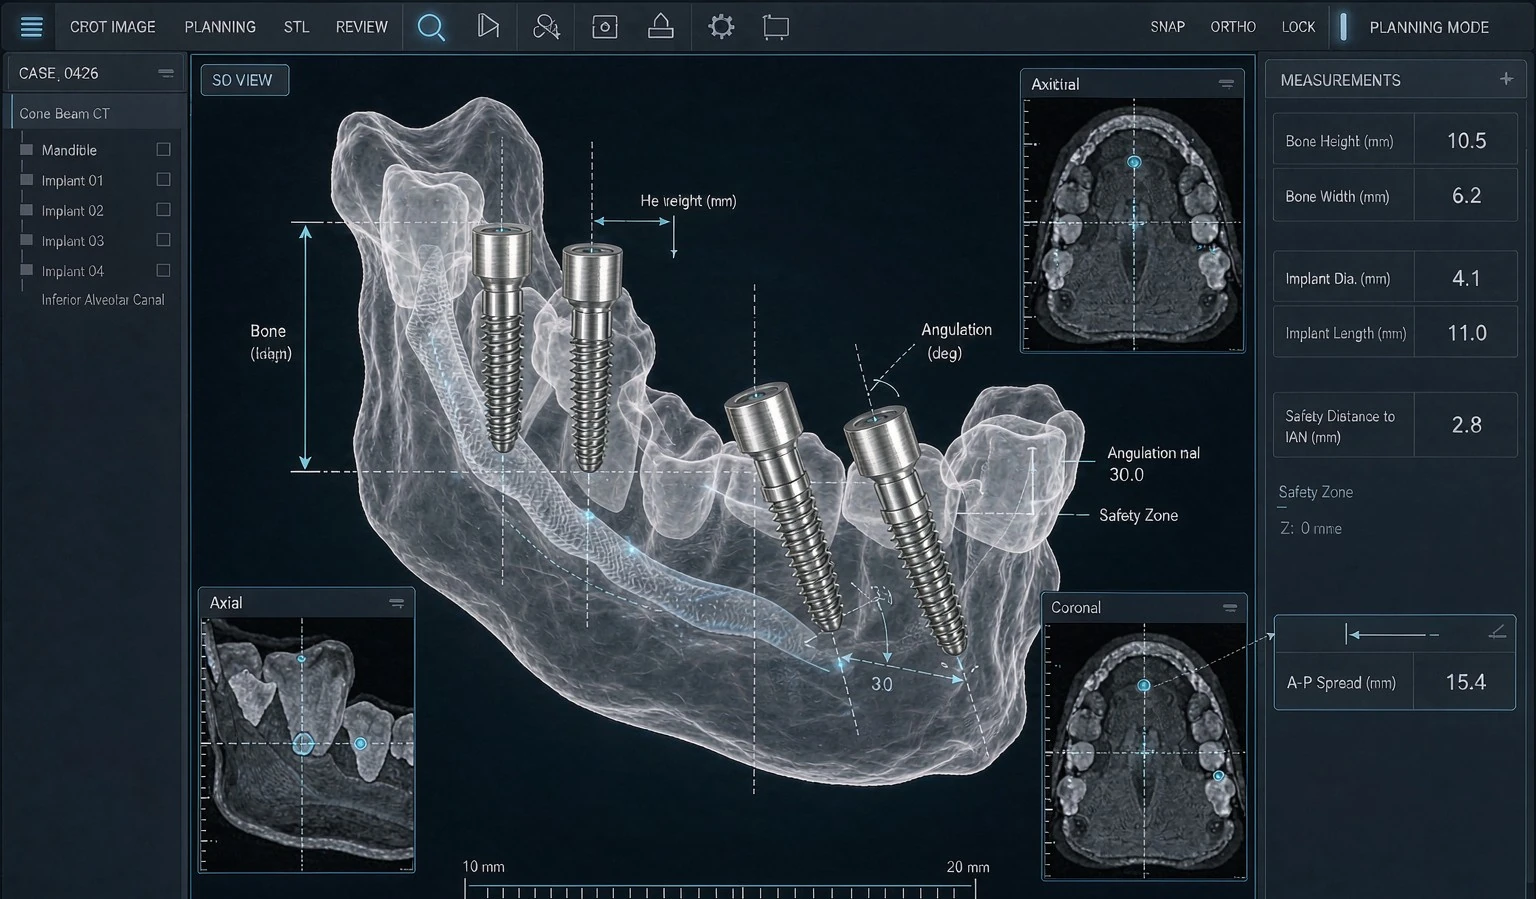 CROT IMAGE PLANNING STL REVIEW SNAP ORTHO LOCK PLANNING MODE
CASE. 0426
Cone Beam CT
Mandible
Implant 01
Implant 02
Implant 03
Implant 04
Inferior Alveolar Canal
SO VIEW
He ıreight (mm)
Bone
Angulation
(deg)
Angulation nal
30.0
Safety Zone
3.0
10 mm
20 mm
Axitiral
Axial
Coronal
MEASUREMENTS
Bone Height (mm) 10.5
Bone Width (mm) 6.2
Implant Dia. (mm) 4.1
Implant Length (mm) 11.0
Safety Distance to
IAN (mm) 2.8
Safety Zone
Z: 0 mme
A-P Spread (mm) 15.4